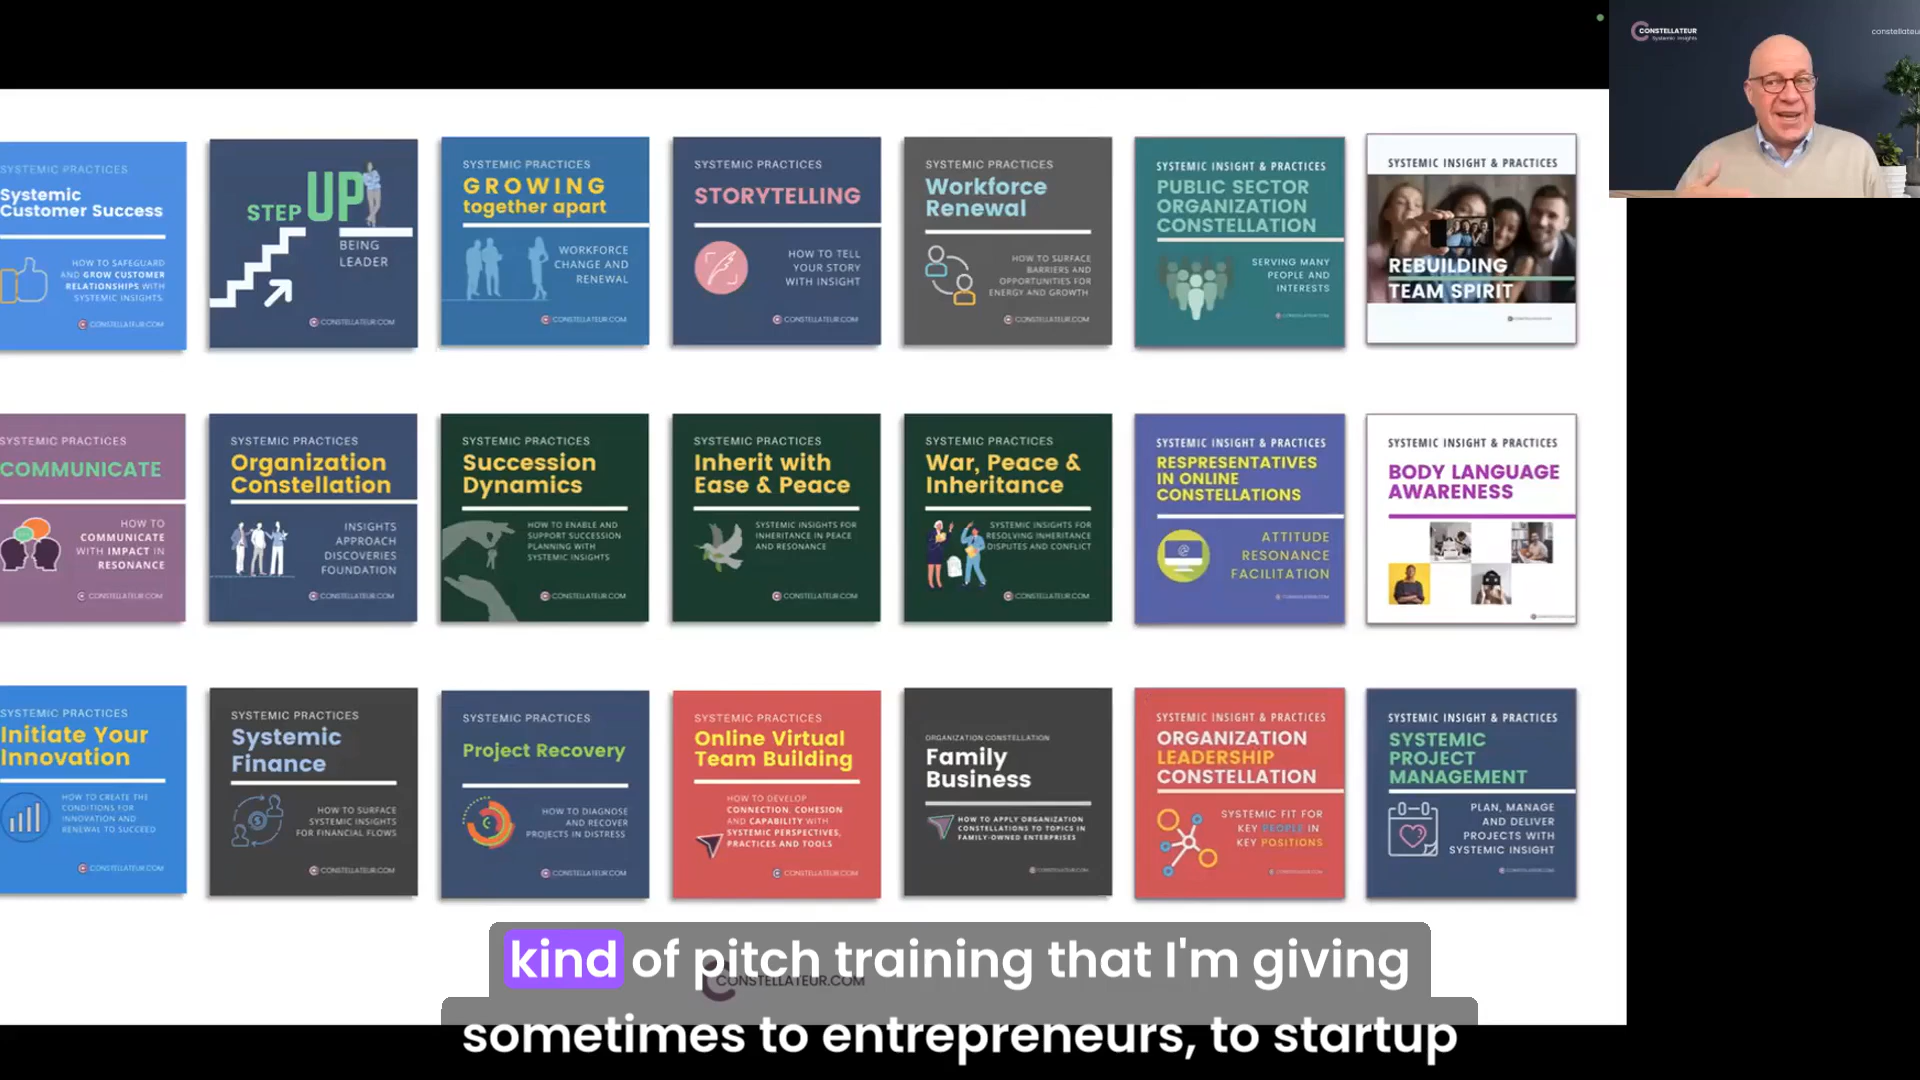 CONSTELLATEUR
Systemic Insights
SYSTEMIC PRACTICES
Systemic
Customer Success
HOW TO SAFEGUARD
AND GROW CUSTOMER
RELATIONSHIPS WITH
SYSTEMIC INSIGHTS.
CONSTELLATEUR.COM
STEP UP
BEING
LEADER
CONSTELLATEUR.COM
SYSTEMIC PRACTICES
GROWING
together apart
WORKFORCE
CHANGE AND
RENEWAL
CONSTELLATEUR.COM
SYSTEMIC PRACTICES
STORYTELLING
HOW TO TELL
YOUR STORY
WITH INSIGHT
CONSTELLATEUR.COM
SYSTEMIC PRACTICES
Workforce
Renewal
HOW TO SURFACE
BARRIERS AND
OPPORTUNITIES FOR
ENERGY AND GROWTH
CONSTELLATEUR.COM
SYSTEMIC INSIGHT & PRACTICES
PUBLIC SECTOR
ORGANIZATION
CONSTELLATION
SERVING MANY
PEOPLE AND
INTERESTS
CONSTELLATEUR.COM
SYSTEMIC INSIGHT & PRACTICES
REBUILDING
TEAM SPIRIT
SYSTEMIC PRACTICES
COMMUNICATE
HOW TO
COMMUNICATE
WITH IMPACT IN
RESONANCE
CONSTELLATEUR.COM
SYSTEMIC PRACTICES
Organization
Constellation
INSIGHTS
APPROACH
DISCOVERIES
FOUNDATION
CONSTELLATEUR.COM
SYSTEMIC PRACTICES
Succession
Dynamics
HOW TO ENABLE AND
SUPPORT SUCCESSION
PLANNING WITH
SYSTEMIC INSIGHTS
CONSTELLATEUR.COM
SYSTEMIC PRACTICES
Inherit with
Ease & Peace
SYSTEMIC INSIGHTS FOR
INHERITANCE IN PEACE
AND RESONANCE
CONSTELLATEUR.COM
SYSTEMIC PRACTICES
War, Peace &
Inheritance
SYSTEMIC INSIGHTS FOR
RESOLVING INHERITANCE
DISPUTES AND CONFLICT
CONSTELLATEUR.COM
SYSTEMIC INSIGHT & PRACTICES
RESPRESENTATIVES
IN ONLINE
CONSTELLATIONS
ATTITUDE
RESONANCE
FACILITATION
CONSTELLATEUR.COM
SYSTEMIC INSIGHT & PRACTICES
BODY LANGUAGE
AWARENESS
SYSTEMIC PRACTICES
Initiate Your
Innovation
HOW TO CREATE THE
CONDITIONS FOR
INNOVATION AND
RENEWAL TO SUCCEED
CONSTELLATEUR.COM
SYSTEMIC PRACTICES
Systemic
Finance
HOW TO SURFACE
SYSTEMIC INSIGHTS
FOR FINANCIAL FLOWS
CONSTELLATEUR.COM
SYSTEMIC PRACTICES
Project Recovery
HOW TO DIAGNOSE
AND RECOVER
PROJECTS IN DISTRESS
CONSTELLATEUR.COM
SYSTEMIC PRACTICES
Online Virtual
Team Building
HOW TO DEVELOP
CONNECTION, COHESION
AND CAPABILITY WITH
SYSTEMIC PERSPECTIVES,
PRACTICES AND TOOLS
CONSTELLATEUR.COM
ORGANIZATION CONSTELLATION
Family
Business
HOW TO APPLY ORGANIZATION
CONSTELLATIONS TO TOPICS IN
FAMILY-OWNED ENTERPRISES
CONSTELLATEUR.COM
SYSTEMIC INSIGHT & PRACTICES
ORGANIZATION
LEADERSHIP
CONSTELLATION
SYSTEMIC FIT FOR
KEY PEOPLE IN
KEY POSITIONS
CONSTELLATEUR.COM
SYSTEMIC INSIGHT & PRACTICES
SYSTEMIC
PROJECT
MANAGEMENT
PLAN, MANAGE
AND DELIVER
PROJECTS WITH
SYSTEMIC INSIGHT
CONSTELLATEUR.COM
CONSTELLATEUR.COM
kind of pitch training that I'm giving
sometimes to entrepreneurs, to startup